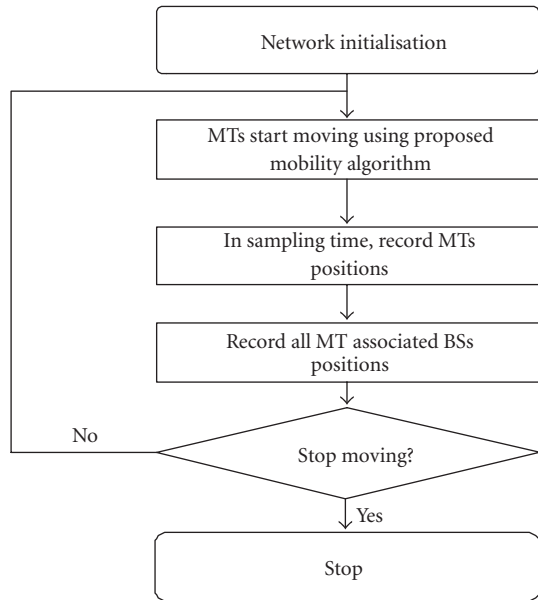 Network initialisation
MTs start moving using proposed
mobility algorithm
In sampling time, record MTs
positions
Record all MT associated BSs
positions
No
Stop moving?
Yes
Stop